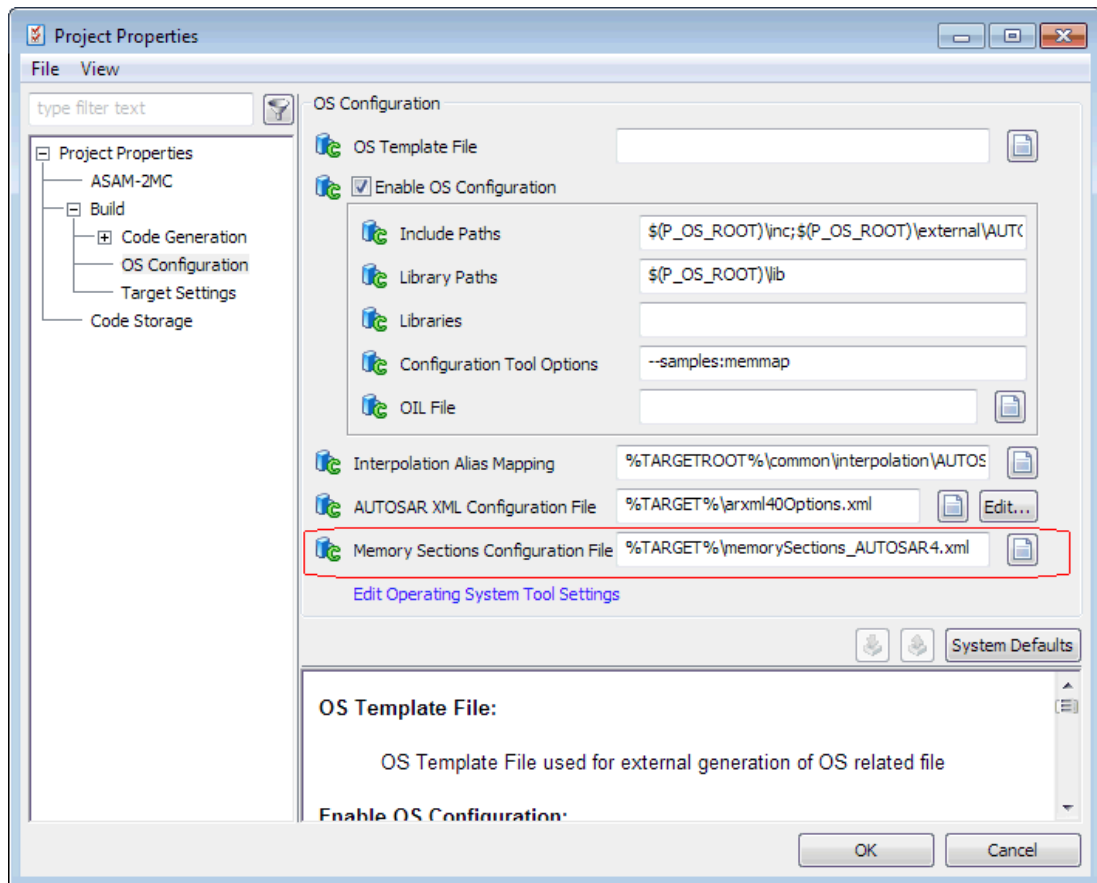 Project Properties
File View
type filter text
Project Properties
ASAM-2MC
Build
Code Generation
OS Configuration
Target Settings
Code Storage
OS Configuration
OS Template File
Enable OS Configuration
Include Paths $(P_OS_ROOT)\inc;$(P_OS_ROOT)\external\AUTC
Library Paths $(P_OS_ROOT)\lib
Libraries
Configuration Tool Options --samples:memmap
OIL File
Interpolation Alias Mapping %TARGETROOT%\common\interpolation\AUTOS
AUTOSAR XML Configuration File %TARGET%\arxml40Options.xml Edit...
Memory Sections Configuration File %TARGET%\memorySections_AUTOSAR4.xml
Edit Operating System Tool Settings
System Defaults
OS Template File:
OS Template File used for external generation of OS related file
Enable OS Configuration:
OK Cancel